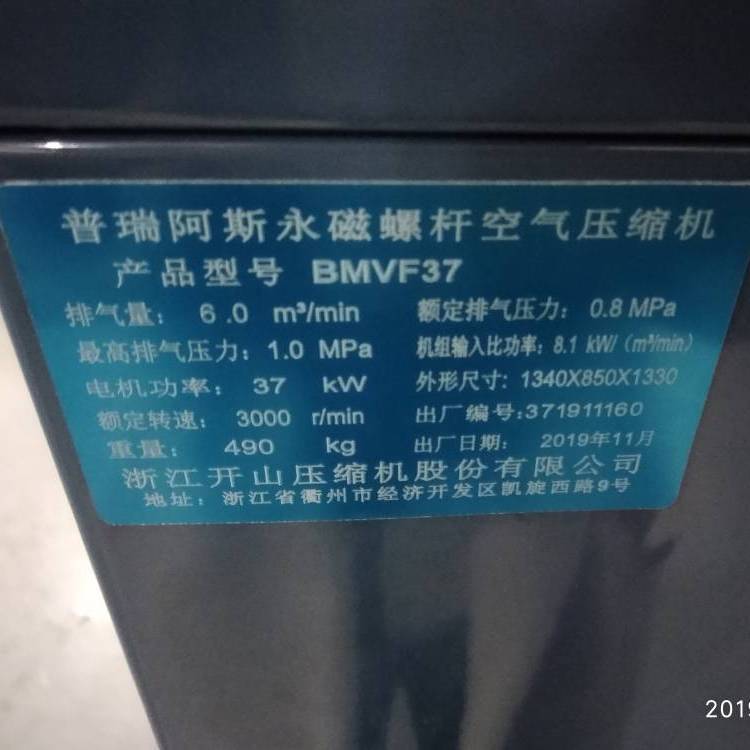 普瑞阿斯永磁螺杆空气压缩机
产品型号 BMVF37
排气量: 6.0 m³/min 额定排气压力: 0.8 MPa
最高排气压力: 1.0 MPa 机组输入比功率: 8.1 kW/(m³/min)
电机功率: 37 kW 外形尺寸: 1340X850X1330
额定转速: 3000 r/min 出厂编号:371911160
重量: 490 kg 出厂日期: 2019年11月
浙江开山压缩机股份有限公司
地址: 浙江省衢州市经济开发区凯旋西路9号
2019